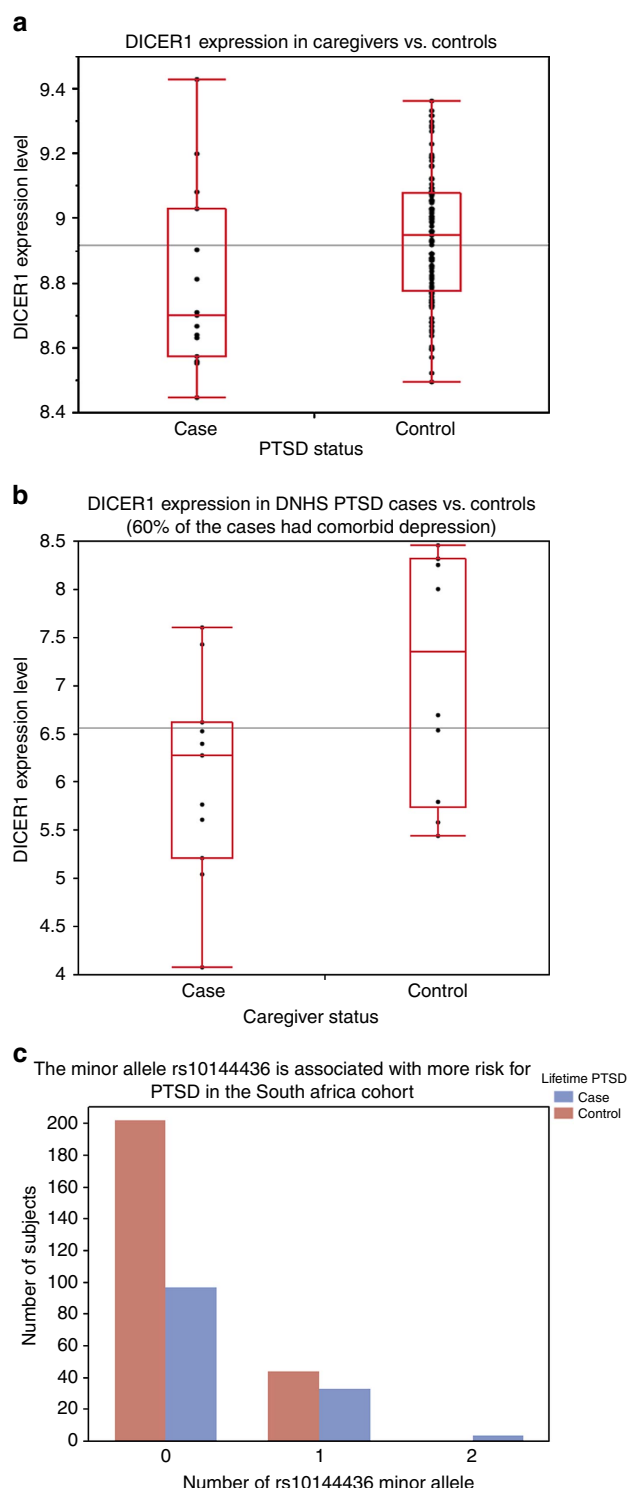 a
DICER1 expression in caregivers vs. controls
DICER1 expression level
9.4
9.2
9
8.8
8.6
8.4
Case
Control
PTSD status
b
DICER1 expression in DNHS PTSD cases vs. controls
(60% of the cases had comorbid depression)
DICER1 expression level
8.5
8
7.5
7
6.5
6
5.5
5
4.5
4
Case
Control
Caregiver status
c
The minor allele rs10144436 is associated with more risk for
PTSD in the South africa cohort
Lifetime PTSD
Case
Control
Number of subjects
200
180
160
140
120
100
80
60
40
20
0
0
1
2
Number of rs10144436 minor allele